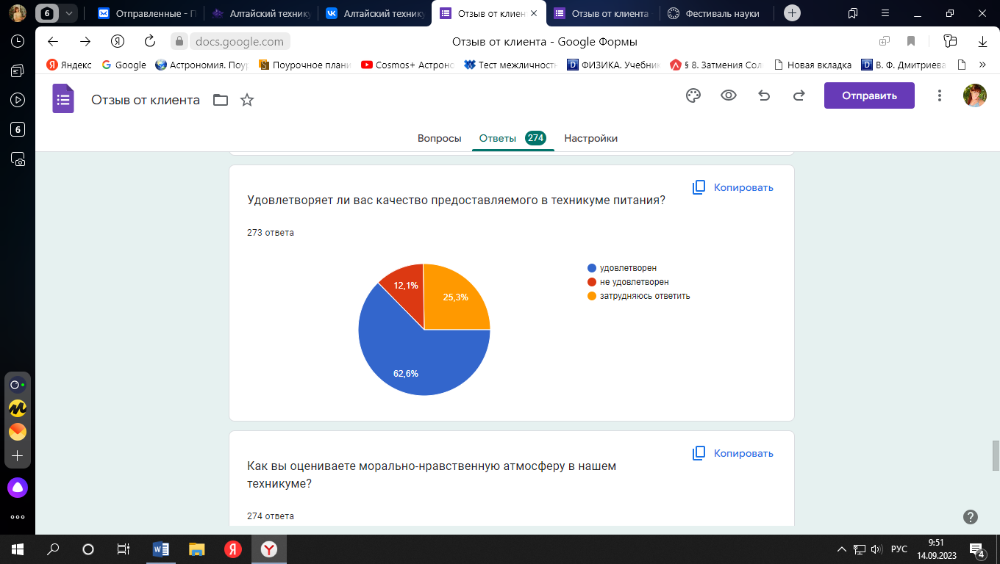 6
Отправленные - П
Алтайский технику
Алтайский технику
Отзыв от клиен
Отзыв от клиента
Фестиваль науки
docs.google.com
Отзыв от клиента - Google Формы
Яндекс
Google
Астрономия. Поур
Поурочное плани
Cosmos+ Астроно
Тест межличност
ФИЗИКА. Учебник
§ 8. Затмения Сол
Новая вкладка
В. Ф. Дмитриева
6
Отзыв от клиента
Отправить
Вопросы
Ответы 274
Настройки
Копировать
Удовлетворяет ли вас качество предоставляемого в техникуме питания?
273 ответа
удовлетворен
не удовлетворен
затрудняюсь ответить
12,1%
25,3%
62,6%
Копировать
Как вы оцениваете морально-нравственную атмосферу в нашем
техникуме?
274 ответа
РУС
9:51
14.09.2023
4